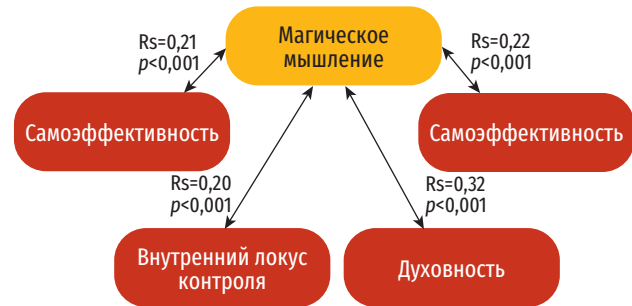 Магическое
мышление
Rs=0,21
p<0,001
Rs=0,22
p<0,001
Самоэффективность
Самоэффективность
Rs=0,20
p<0,001
Rs=0,32
p<0,001
Внутренний локус
контроля
Духовность